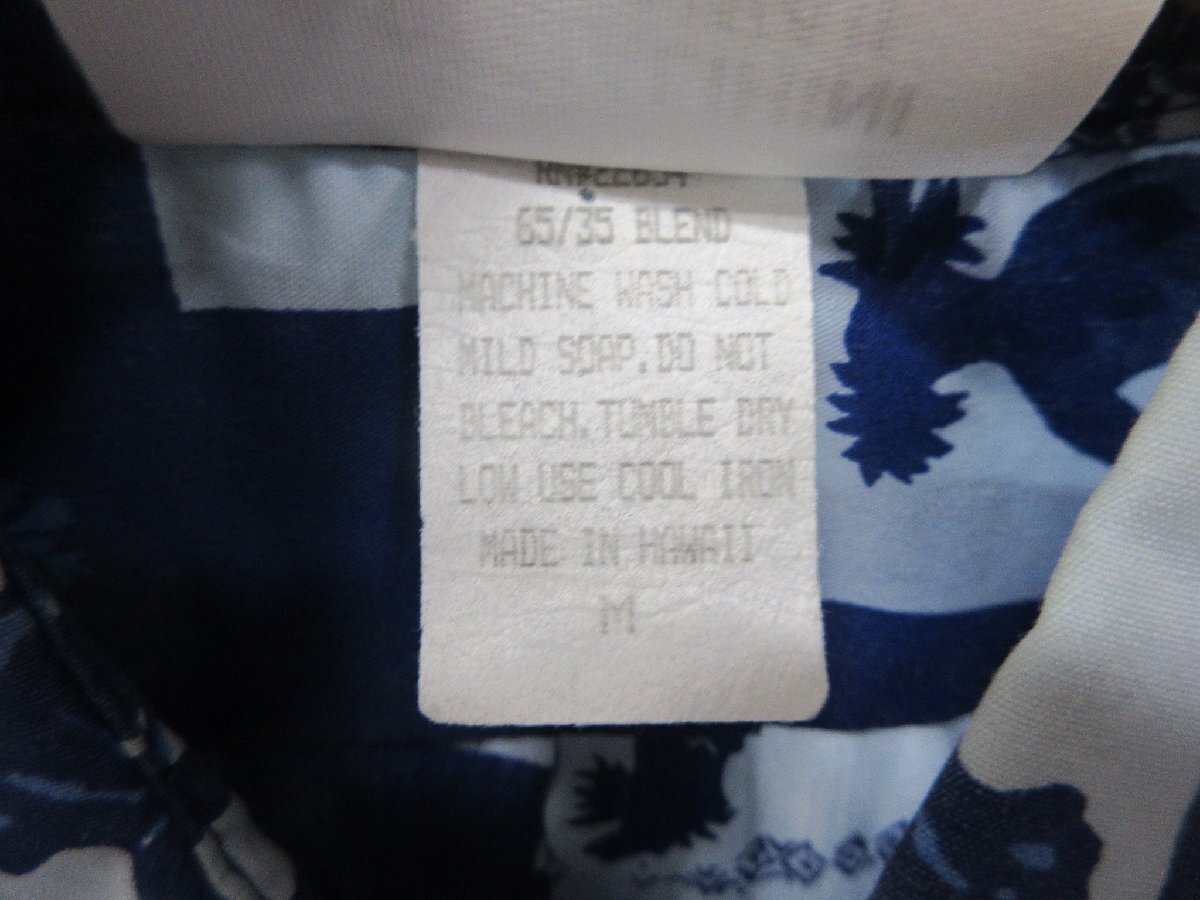 65/35 BLEND
MACHINE WASH COLD
MILD SOAP.DO NOT
BLEACH.TUMBLE DRY
LOW USE COOL IRON
MADE IN HAWAII
M